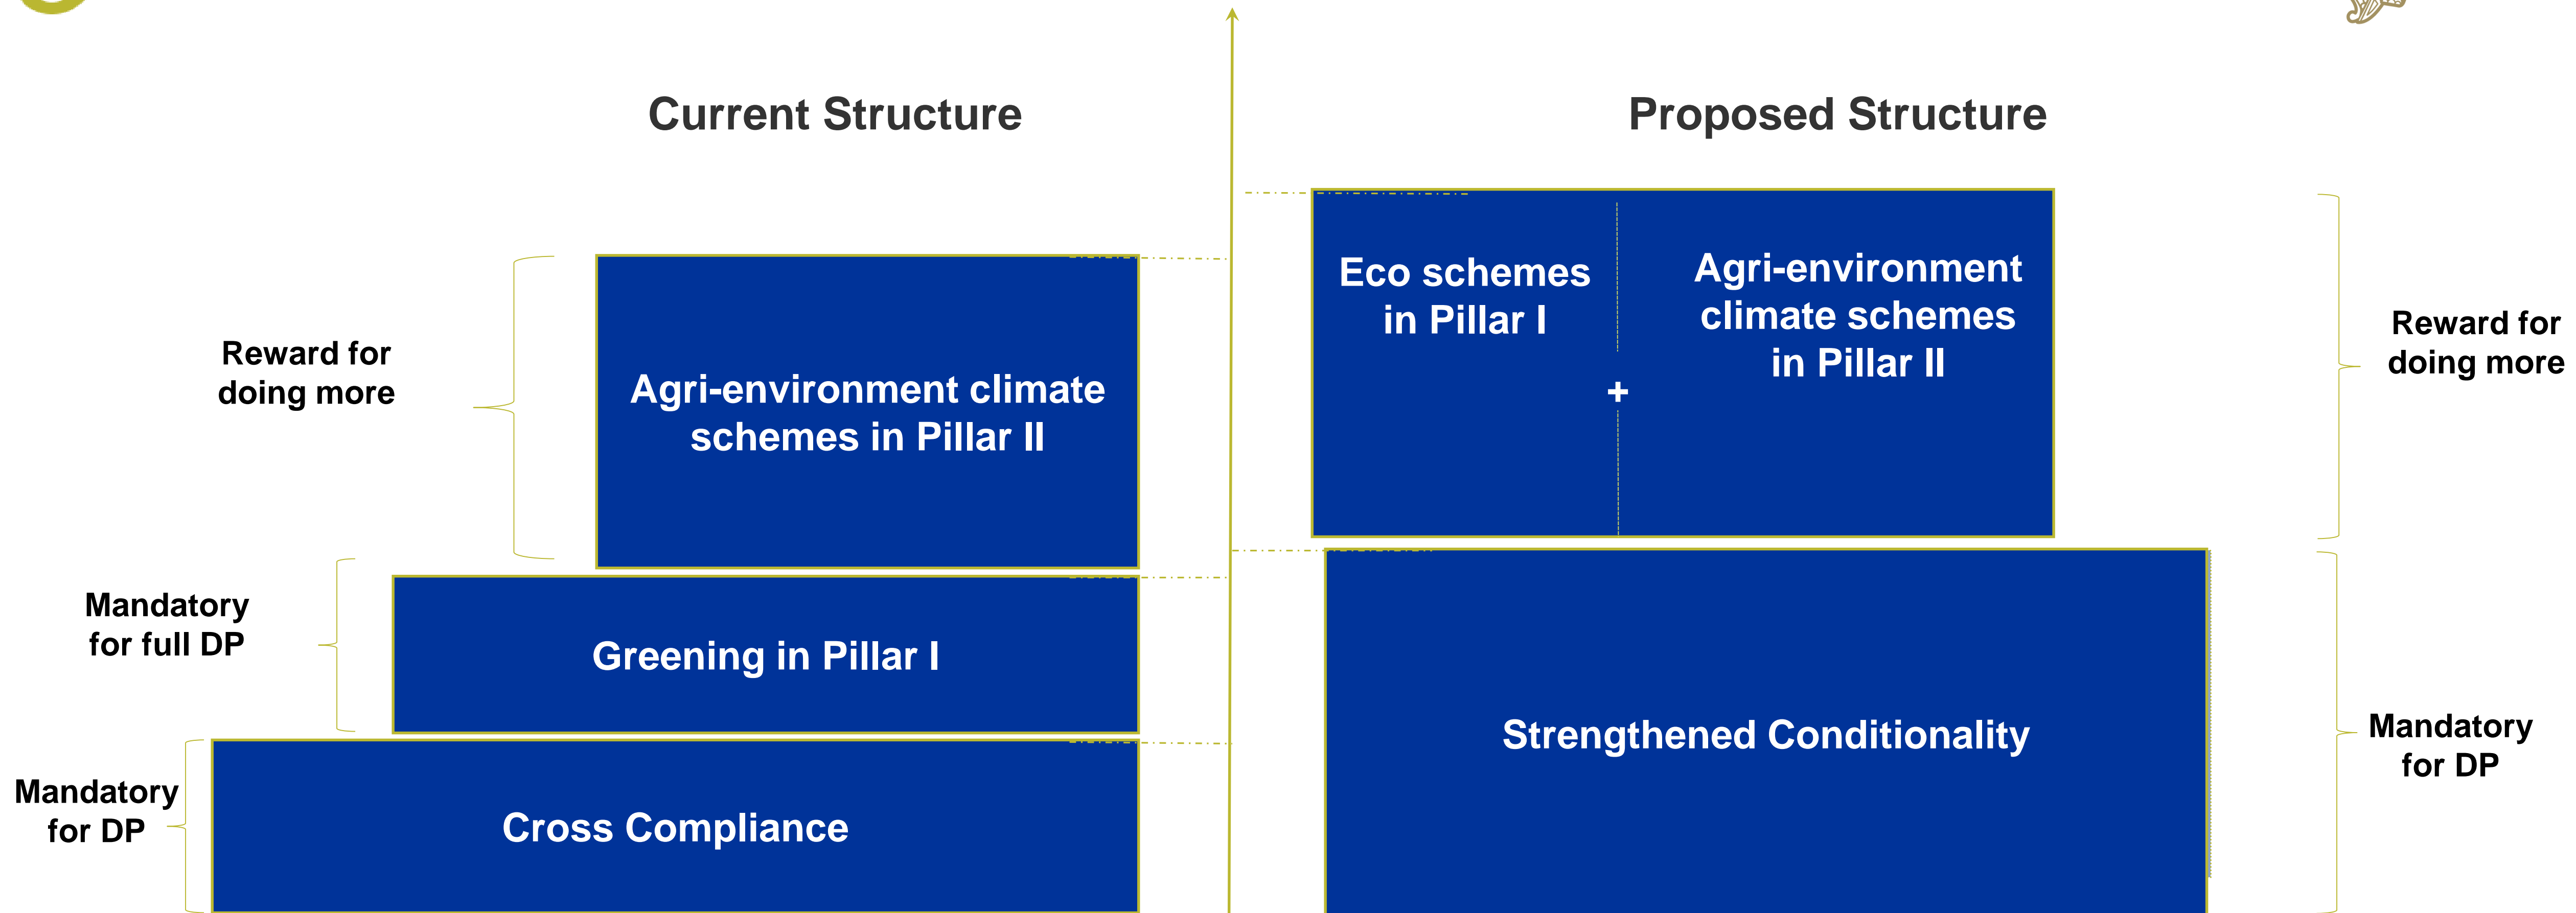 Current Structure
Reward for
doing more
Agri-environment climate
schemes in Pillar II
Mandatory
for full DP
Greening in Pillar I
Mandatory
for DP
Cross Compliance
Proposed Structure
Eco schemes
in Pillar I
+
Agri-environment
climate schemes
in Pillar II
Reward for
doing more
Strengthened Conditionality
Mandatory
for DP